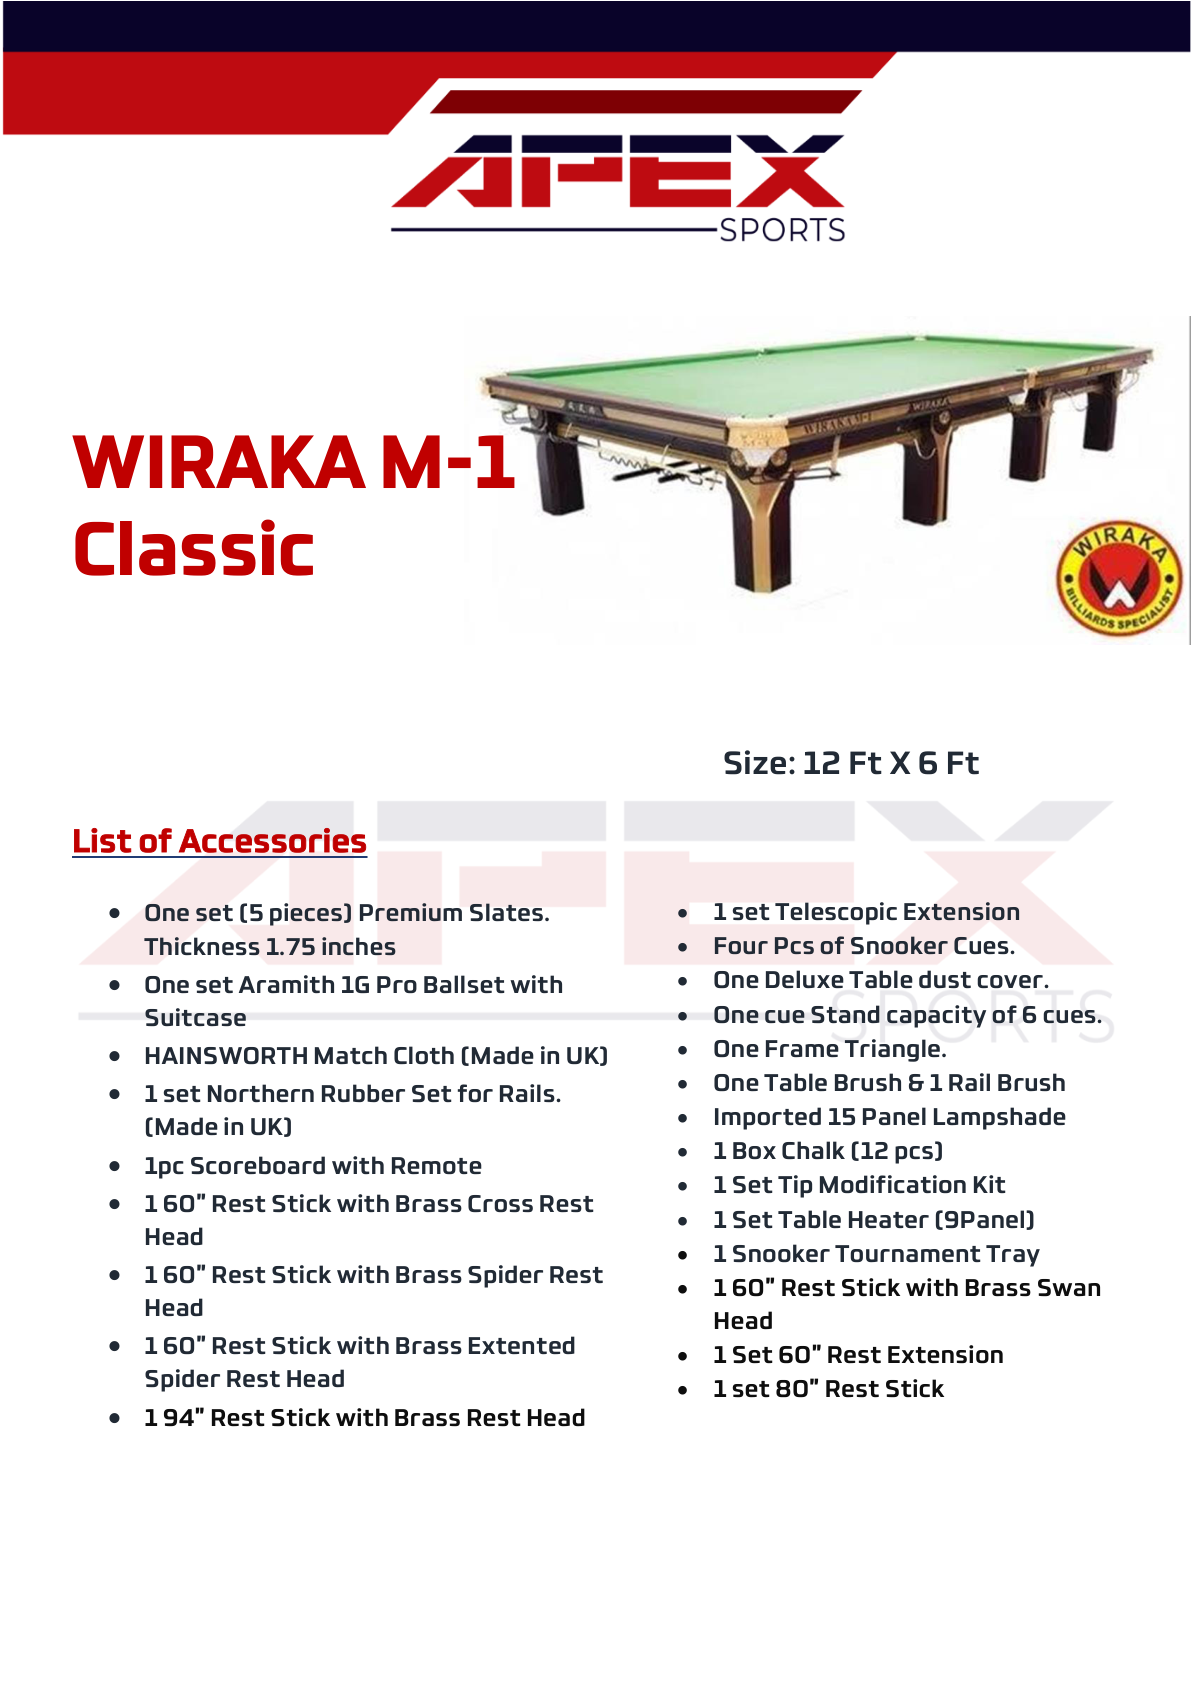 APEX
SPORTS
WIRAKA M-1
WIRAKA
WIRAKA M-1
Classic
WIRAKA
BILLIARDS SPECIALIST
Size: 12 Ft X 6 Ft
List of Accessories
APEX
SPORTS
• One set (5 pieces) Premium Slates.
Thickness 1.75 inches
• One set Aramith 1G Pro Ballset with
Suitcase
• HAINSWORTH Match Cloth (Made in UK)
• 1 set Northern Rubber Set for Rails.
(Made in UK)
• 1pc Scoreboard with Remote
• 1 60" Rest Stick with Brass Cross Rest
Head
• 1 60" Rest Stick with Brass Spider Rest
Head
• 1 60" Rest Stick with Brass Extented
Spider Rest Head
• 1 94" Rest Stick with Brass Rest Head
• 1 set Telescopic Extension
• Four Pcs of Snooker Cues.
• One Deluxe Table dust cover.
• One cue Stand capacity of 6 cues.
• One Frame Triangle.
• One Table Brush & 1 Rail Brush
• Imported 15 Panel Lampshade
• 1 Box Chalk (12 pcs)
• 1 Set Tip Modification Kit
• 1 Set Table Heater (9Panel)
• 1 Snooker Tournament Tray
• 1 60" Rest Stick with Brass Swan
Head
• 1 Set 60" Rest Extension
• 1 set 80" Rest Stick